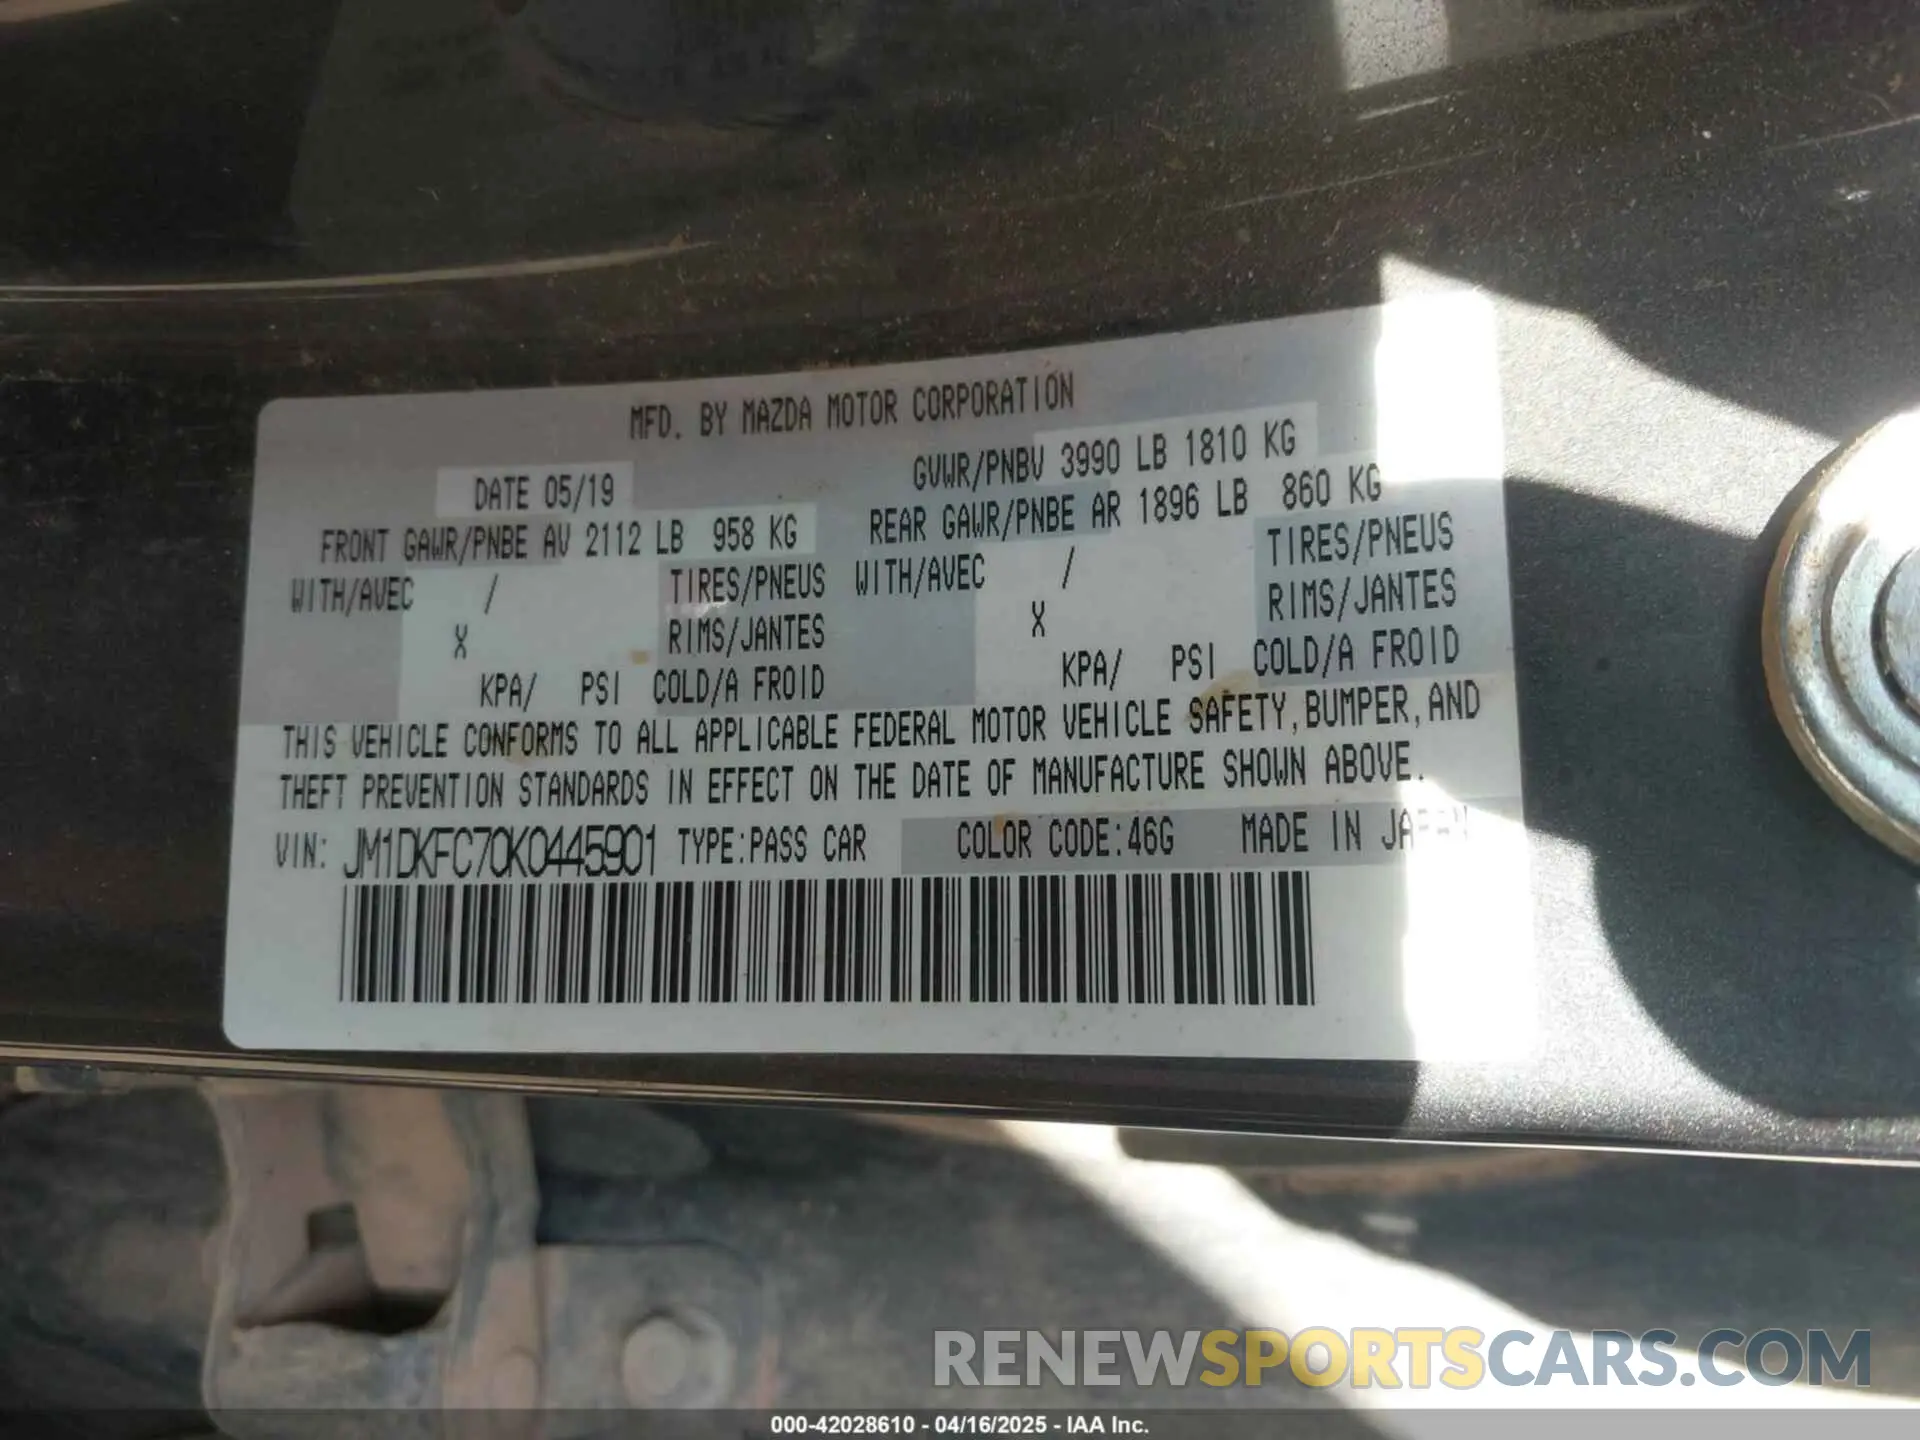 MFD. BY MAZDA MOTOR CORPORATION
DATE 05/19 GVWR/PNBV 3990 LB 1810 KG
FRONT GAWR/PNBE AV 2112 LB 958 KG REAR GAWR/PNBE AR 1896 LB 860 KG
WITH/AVEC / TIRES/PNEUS WITH/AVEC / TIRES/PNEUS
X RIMS/JANTES X RIMS/JANTES
KPA/ PSI COLD/A FROID KPA/ PSI COLD/A FROID
THIS VEHICLE CONFORMS TO ALL APPLICABLE FEDERAL MOTOR VEHICLE SAFETY, BUMPER, AND
THEFT PREVENTION STANDARDS IN EFFECT ON THE DATE OF MANUFACTURE SHOWN ABOVE.
VIN: JM1DKFC70K0445901 TYPE: PASS CAR COLOR CODE: 46G MADE IN JAPAN
RENEWSPORTSCARS.COM
000-42028610 - 04/16/2025 - IAA Inc.